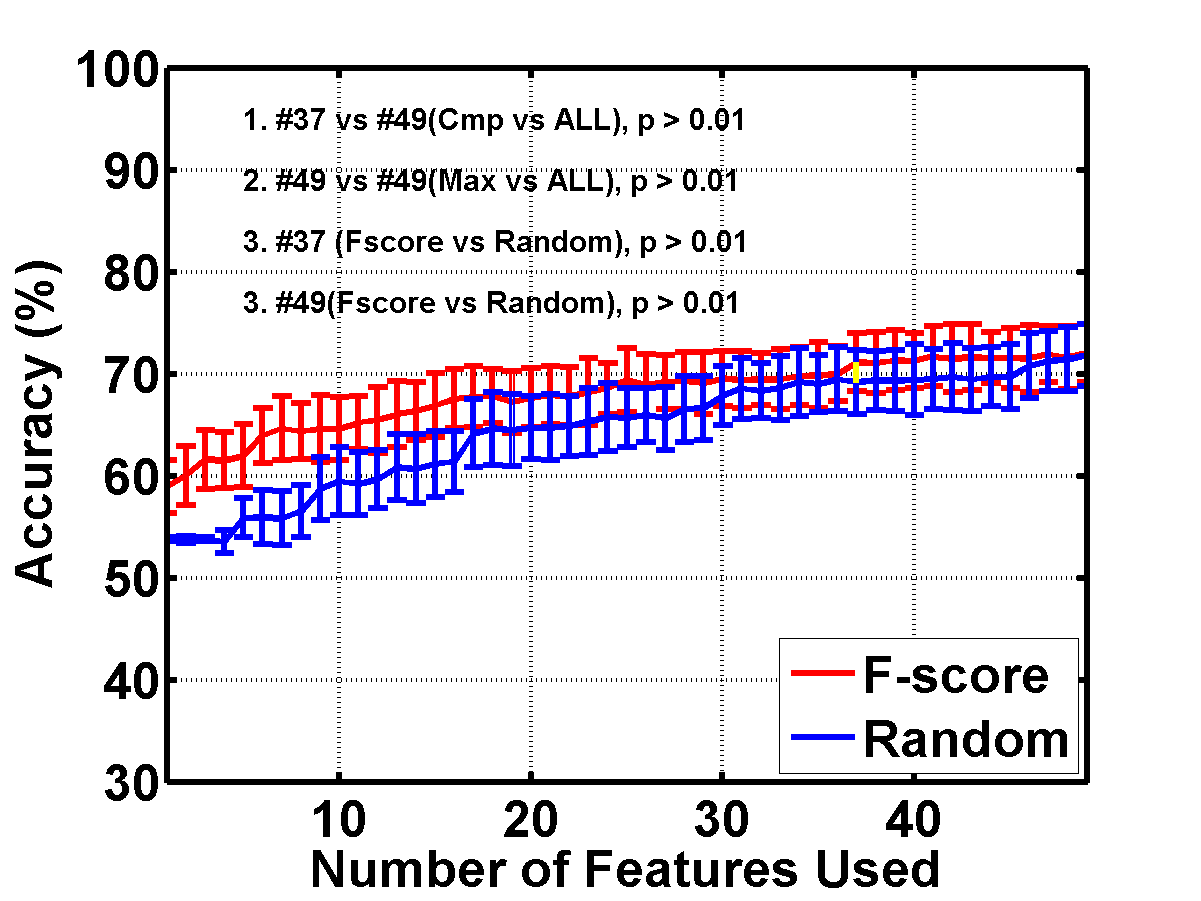 100
1. #37 vs #49(Cmp vs ALL), p > 0.01
90
2. #49 vs #49(Max vs ALL), p > 0.01
3. #37 (Fscore vs Random), p > 0.01
80
3. #49(Fscore vs Random), p > 0.01
70
60
50
40
30
Accuracy (%)
F-score
Random
10 20 30 40
Number of Features Used